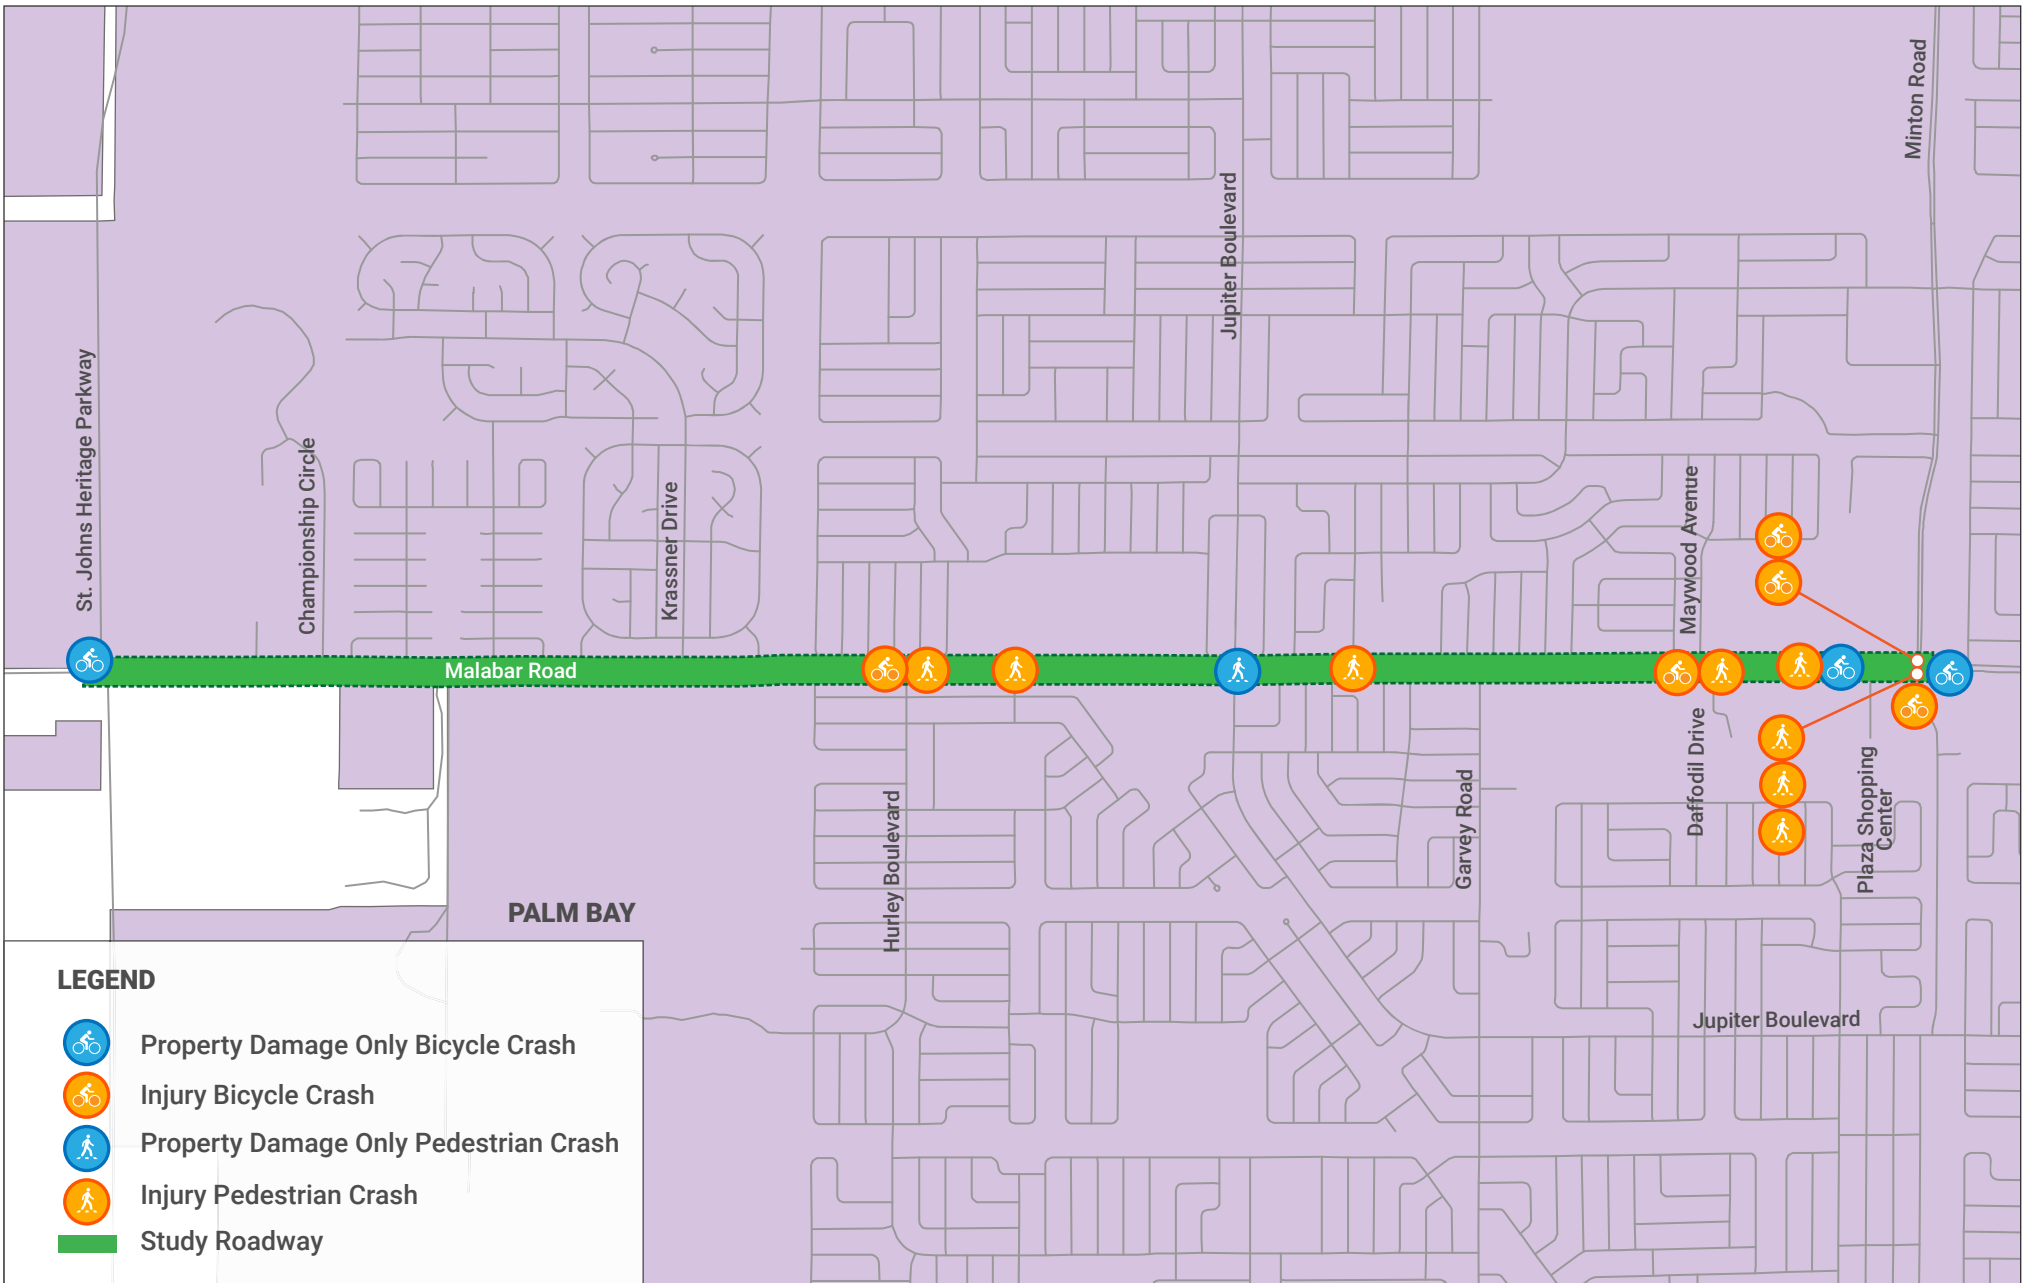 Minton Road
Jupiter Boulevard
St. Johns Heritage Parkway
Championship Circle
Krassner Drive
Maywood Avenue
Malabar Road
Daffodil Drive
Plaza Shopping
Center
Garvey Road
Hurley Boulevard
PALM BAY
Jupiter Boulevard
LEGEND
Property Damage Only Bicycle Crash
Injury Bicycle Crash
Property Damage Only Pedestrian Crash
Injury Pedestrian Crash
Study Roadway